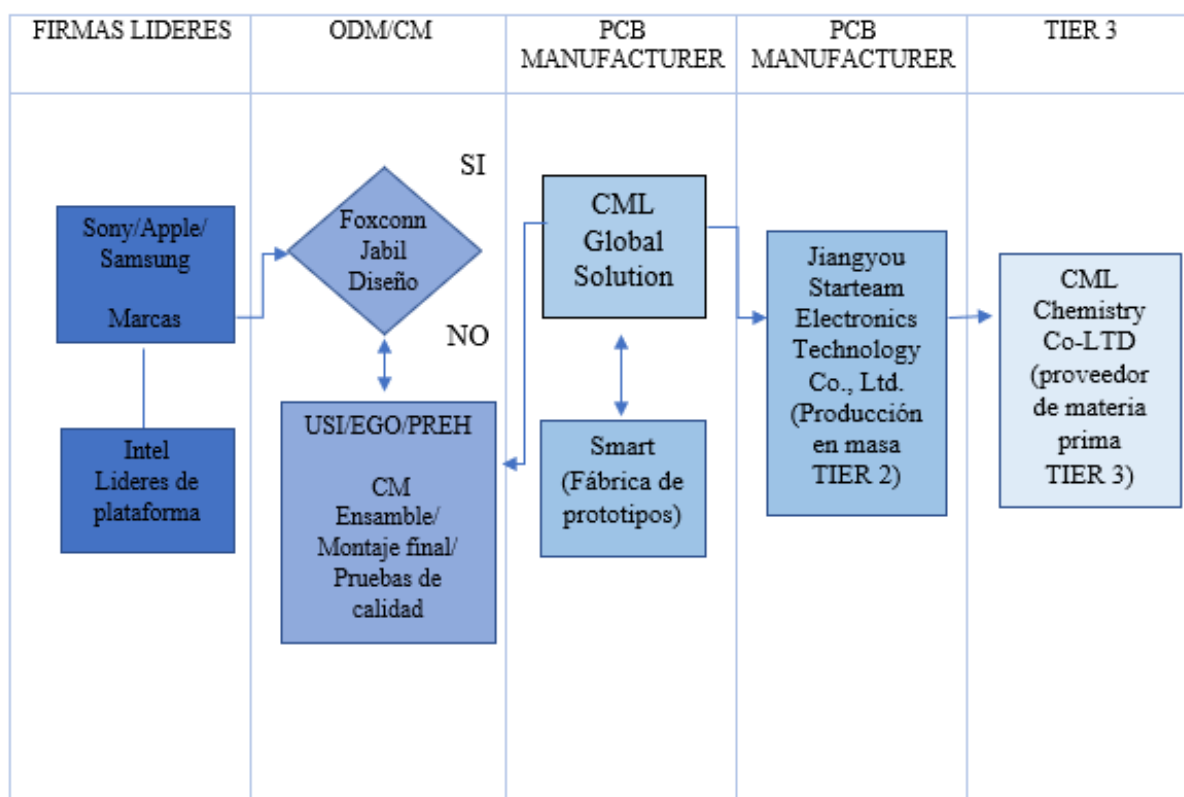 FIRMAS LIDERES
ODM/CM
PCB
MANUFACTURER
PCB
MANUFACTURER
TIER 3
Sony/Apple/
Samsung
Marcas
Intel
Lideres de
plataforma
SI
Foxconn
Jabil
Diseño
NO
USI/EGO/PREH
CM
Ensamble/
Montaje final/
Pruebas de
calidad
CML
Global
Solution
Smart
(Fábrica de
prototipos)
Jiangyou
Starteam
Electronics
Technology
Co., Ltd.
(Producción
en masa
TIER 2)
CML
Chemistry
Co-LTD
(proveedor
de materia
prima
TIER 3)